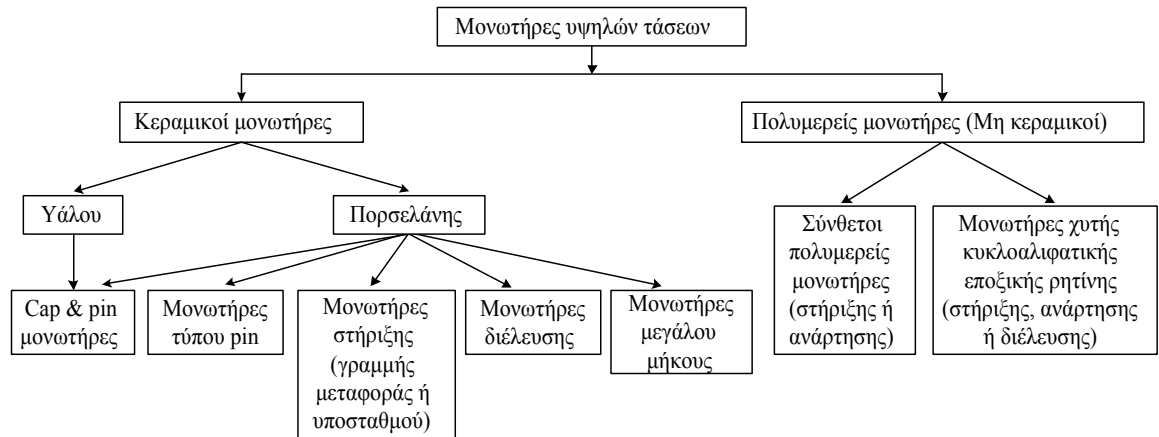 Μονωτήρες υψηλών τάσεων
Κεραμικοί μονωτήρες
Πολυμερείς μονωτήρες (Μη κεραμικοί)
Υάλου
Πορσελάνης
Σύνθετοι
πολυμερείς
μονωτήρες
(στήριξης ή
ανάρτησης)
Μονωτήρες χυτής
κυκλοαλιφατικής
εποξικής ρητίνης
(στήριξης, ανάρτησης
ή διέλευσης)
Cap & pin
μονωτήρες
Μονωτήρες
τύπου pin
Μονωτήρες
στήριξης
(γραμμής
μεταφοράς ή
υποσταθμού)
Μονωτήρες
διέλευσης
Μονωτήρες
μεγάλου
μήκους